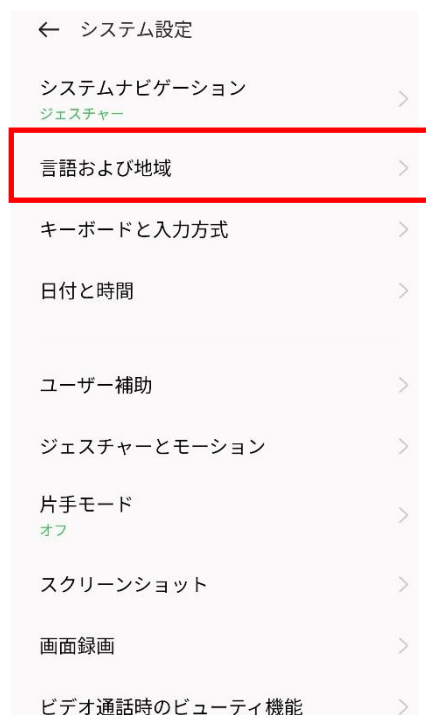 ← システム設定
システムナビゲーション
ジェスチャー
言語および地域
キーボードと入力方式
日付と時間
ユーザー補助
ジェスチャーとモーション
片手モード
オフ
スクリーンショット
画面録画
ビデオ通話時のビューティ機能